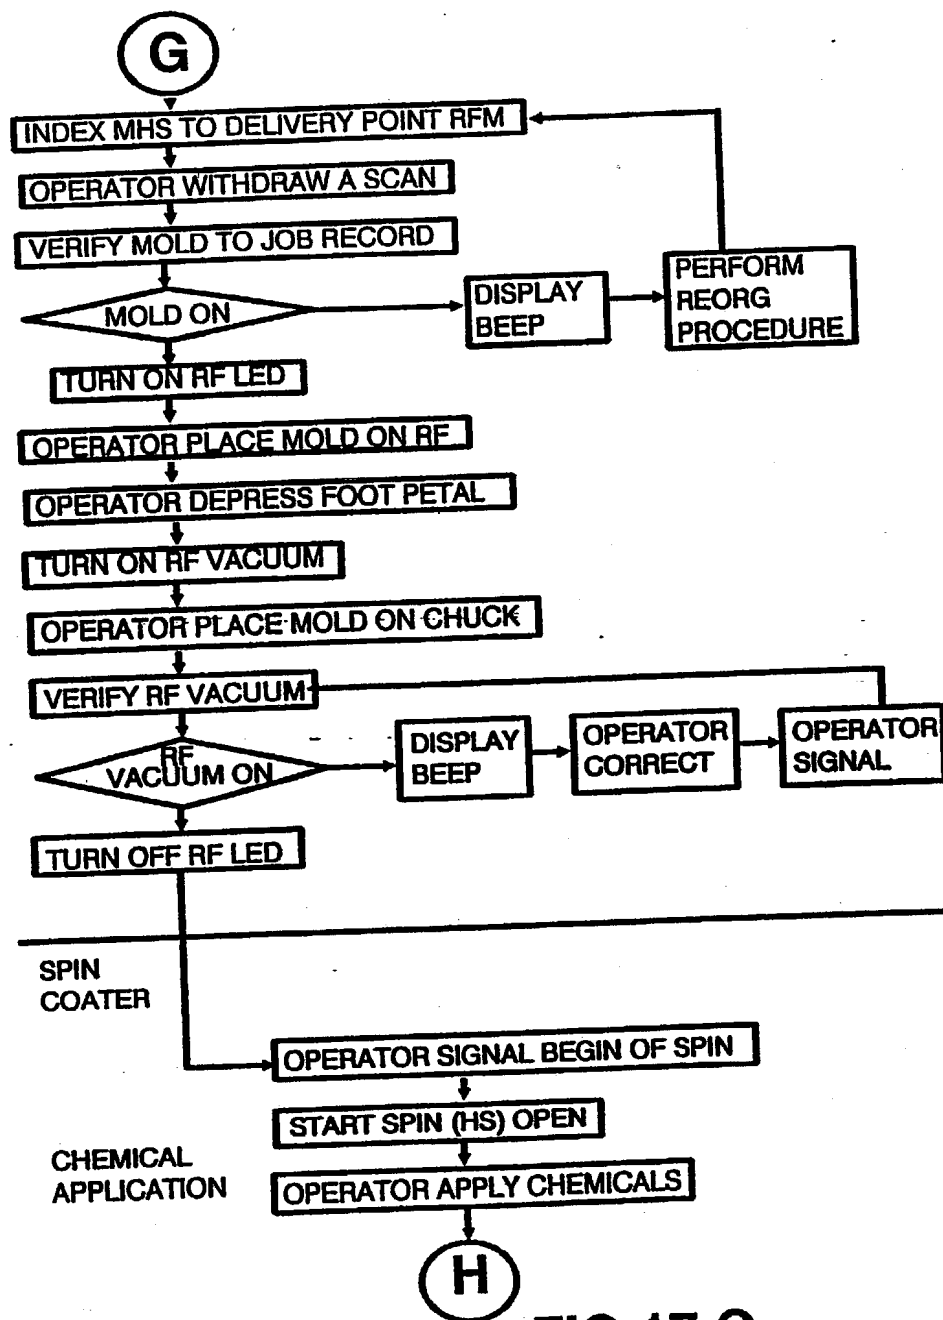 G
INDEX MHS TO DELIVERY POINT RFM
OPERATOR WITHDRAW A SCAN
VERIFY MOLD TO JOB RECORD
MOLD ON
DISPLAY
BEEP
PERFORM
REORG
PROCEDURE
TURN ON RF LED
OPERATOR PLACE MOLD ON RF
OPERATOR DEPRESS FOOT PETAL
TURN ON RF VACUUM
OPERATOR PLACE MOLD ON CHUCK
VERIFY RF VACUUM
RF
VACUUM ON
DISPLAY
BEEP
OPERATOR
CORRECT
OPERATOR
SIGNAL
TURN OFF RF LED
SPIN
COATER
OPERATOR SIGNAL BEGIN OF SPIN
START SPIN (HS) OPEN
CHEMICAL
APPLICATION
OPERATOR APPLY CHEMICALS
H